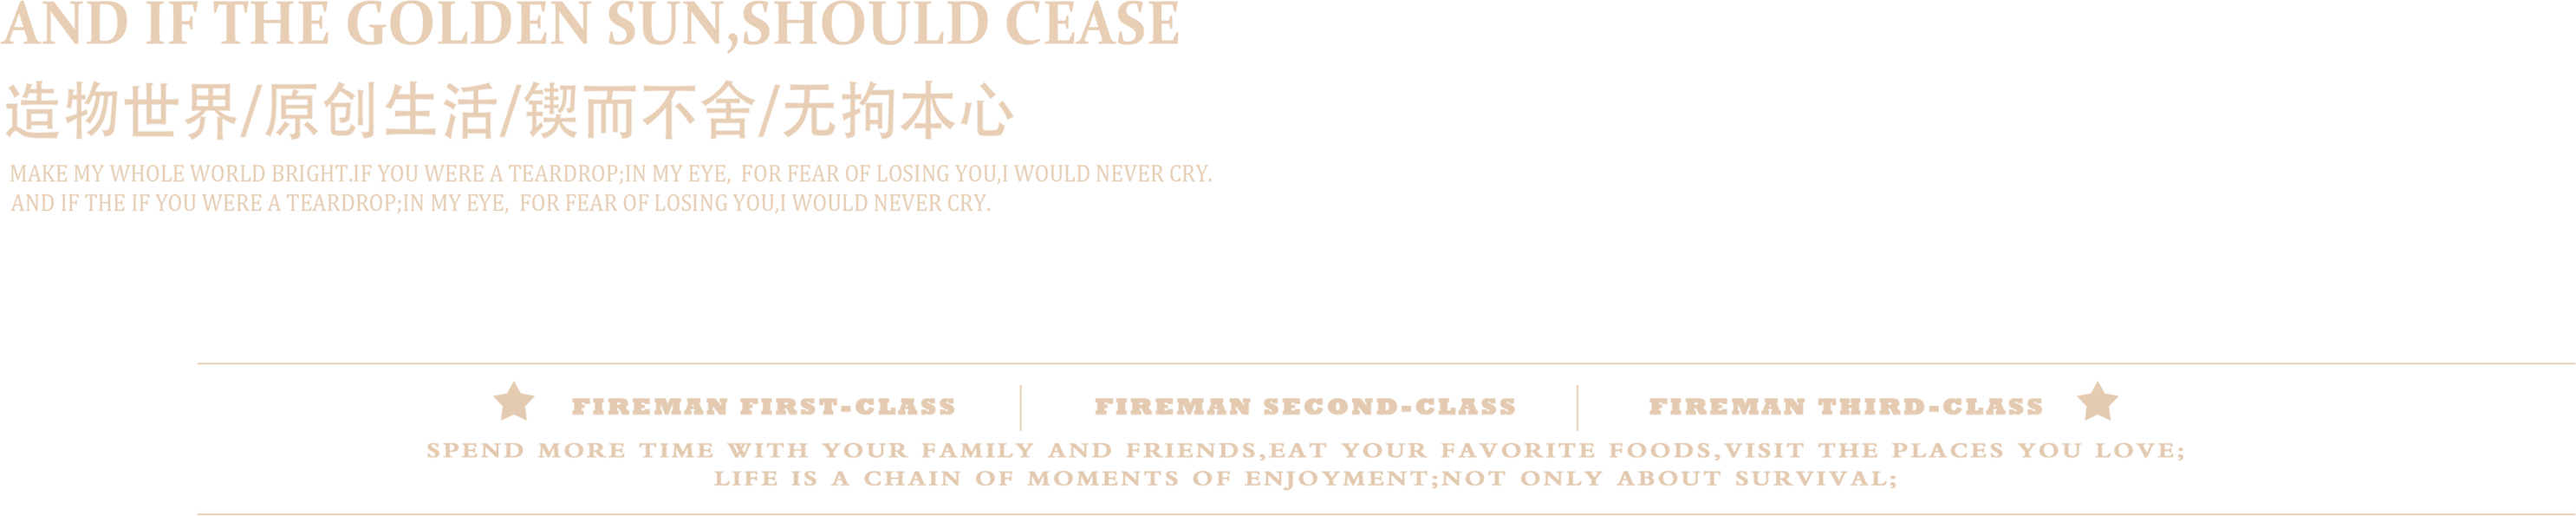 AND IF THE GOLDEN SUN,SHOULD CEASE
造物世界/原创生活/锲而不舍/无拘本心
MAKE MY WHOLE WORLD BRIGHT.IF YOU WERE A TEARDROP;IN MY EYE, FOR FEAR OF LOSING YOU,I WOULD NEVER CRY.
AND IF THE IF YOU WERE A TEARDROP;IN MY EYE, FOR FEAR OF LOSING YOU,I WOULD NEVER CRY.
FIREMAN FIRST-CLASS FIREMAN SECOND-CLASS FIREMAN THIRD-CLASS
SPEND MORE TIME WITH YOUR FAMILY AND FRIENDS,EAT YOUR FAVORITE FOODS,VISIT THE PLACES YOU LOVE;
LIFE IS A CHAIN OF MOMENTS OF ENJOYMENT;NOT ONLY ABOUT SURVIVAL;